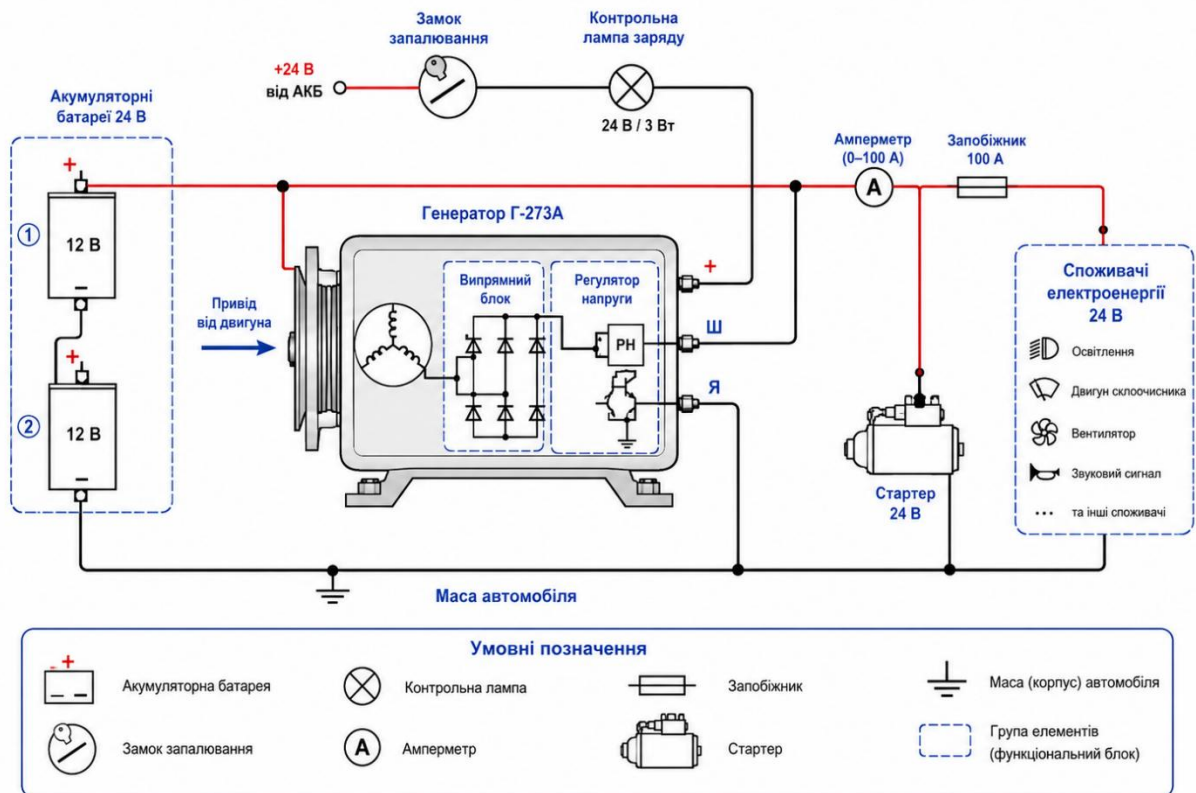 Замок
запалювання
Контрольна
лампа заряду
+24 В
від АКБ
24 В / 3 Вт
Акумуляторні
батареї 24 В
Амперметр
(0–100 А)
Запобіжник
100 А
+
A
1
12 В
–
+
2
12 В
–
Генератор Г-273А
Привід
від двигуна
Випрямний
блок
Регулятор
напруги
РН
+
Ш
Я
Споживачі
електроенергії
24 В
Освітлення
Двигун склоочисника
Вентилятор
Звуковий сигнал
... та інші споживачі
Стартер
24 В
Маса автомобіля
Умовні позначення
- +
Акумуляторна батарея
Контрольна лампа
Запобіжник
Маса (корпус) автомобіля
Замок запалювання
A
Амперметр
Стартер
Група елементів
(функціональний блок)